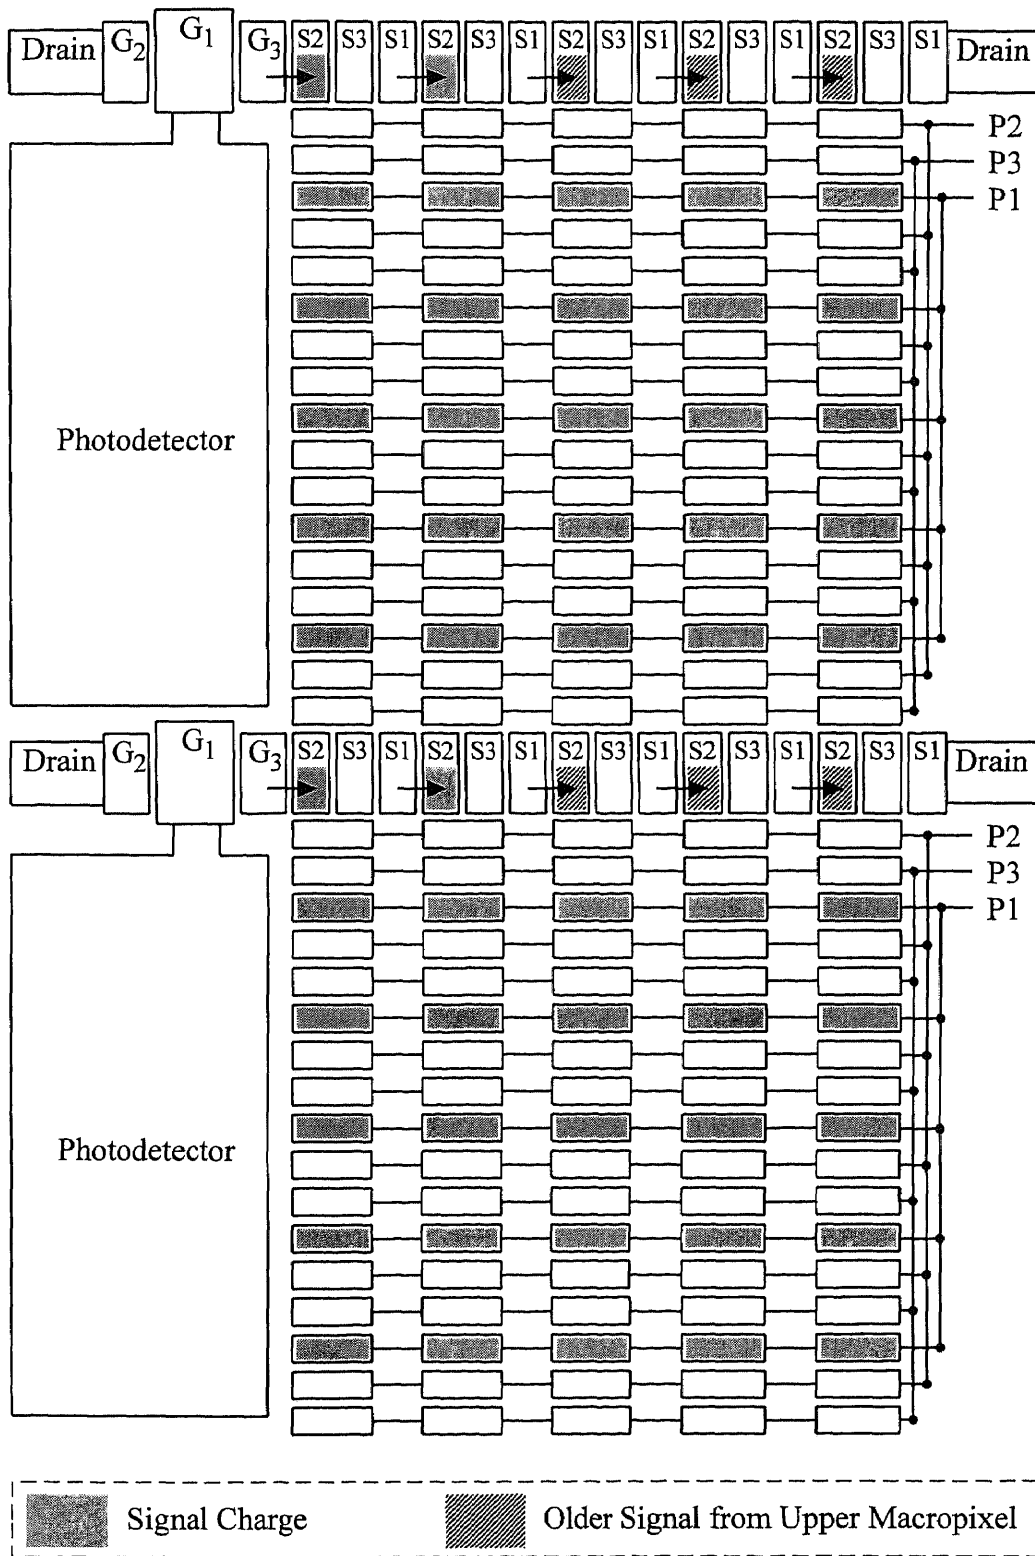 Drain G2 G1 G3 S2 S3 S1 S2 S3 S1 S2 S3 S1 S2 S3 S1 S2 S3 S1 Drain
P2
P3
P1
Photodetector
Drain G2 G1 G3 S2 S3 S1 S2 S3 S1 S2 S3 S1 S2 S3 S1 S2 S3 S1 Drain
P2
P3
P1
Photodetector
Signal Charge Older Signal from Upper Macropixel